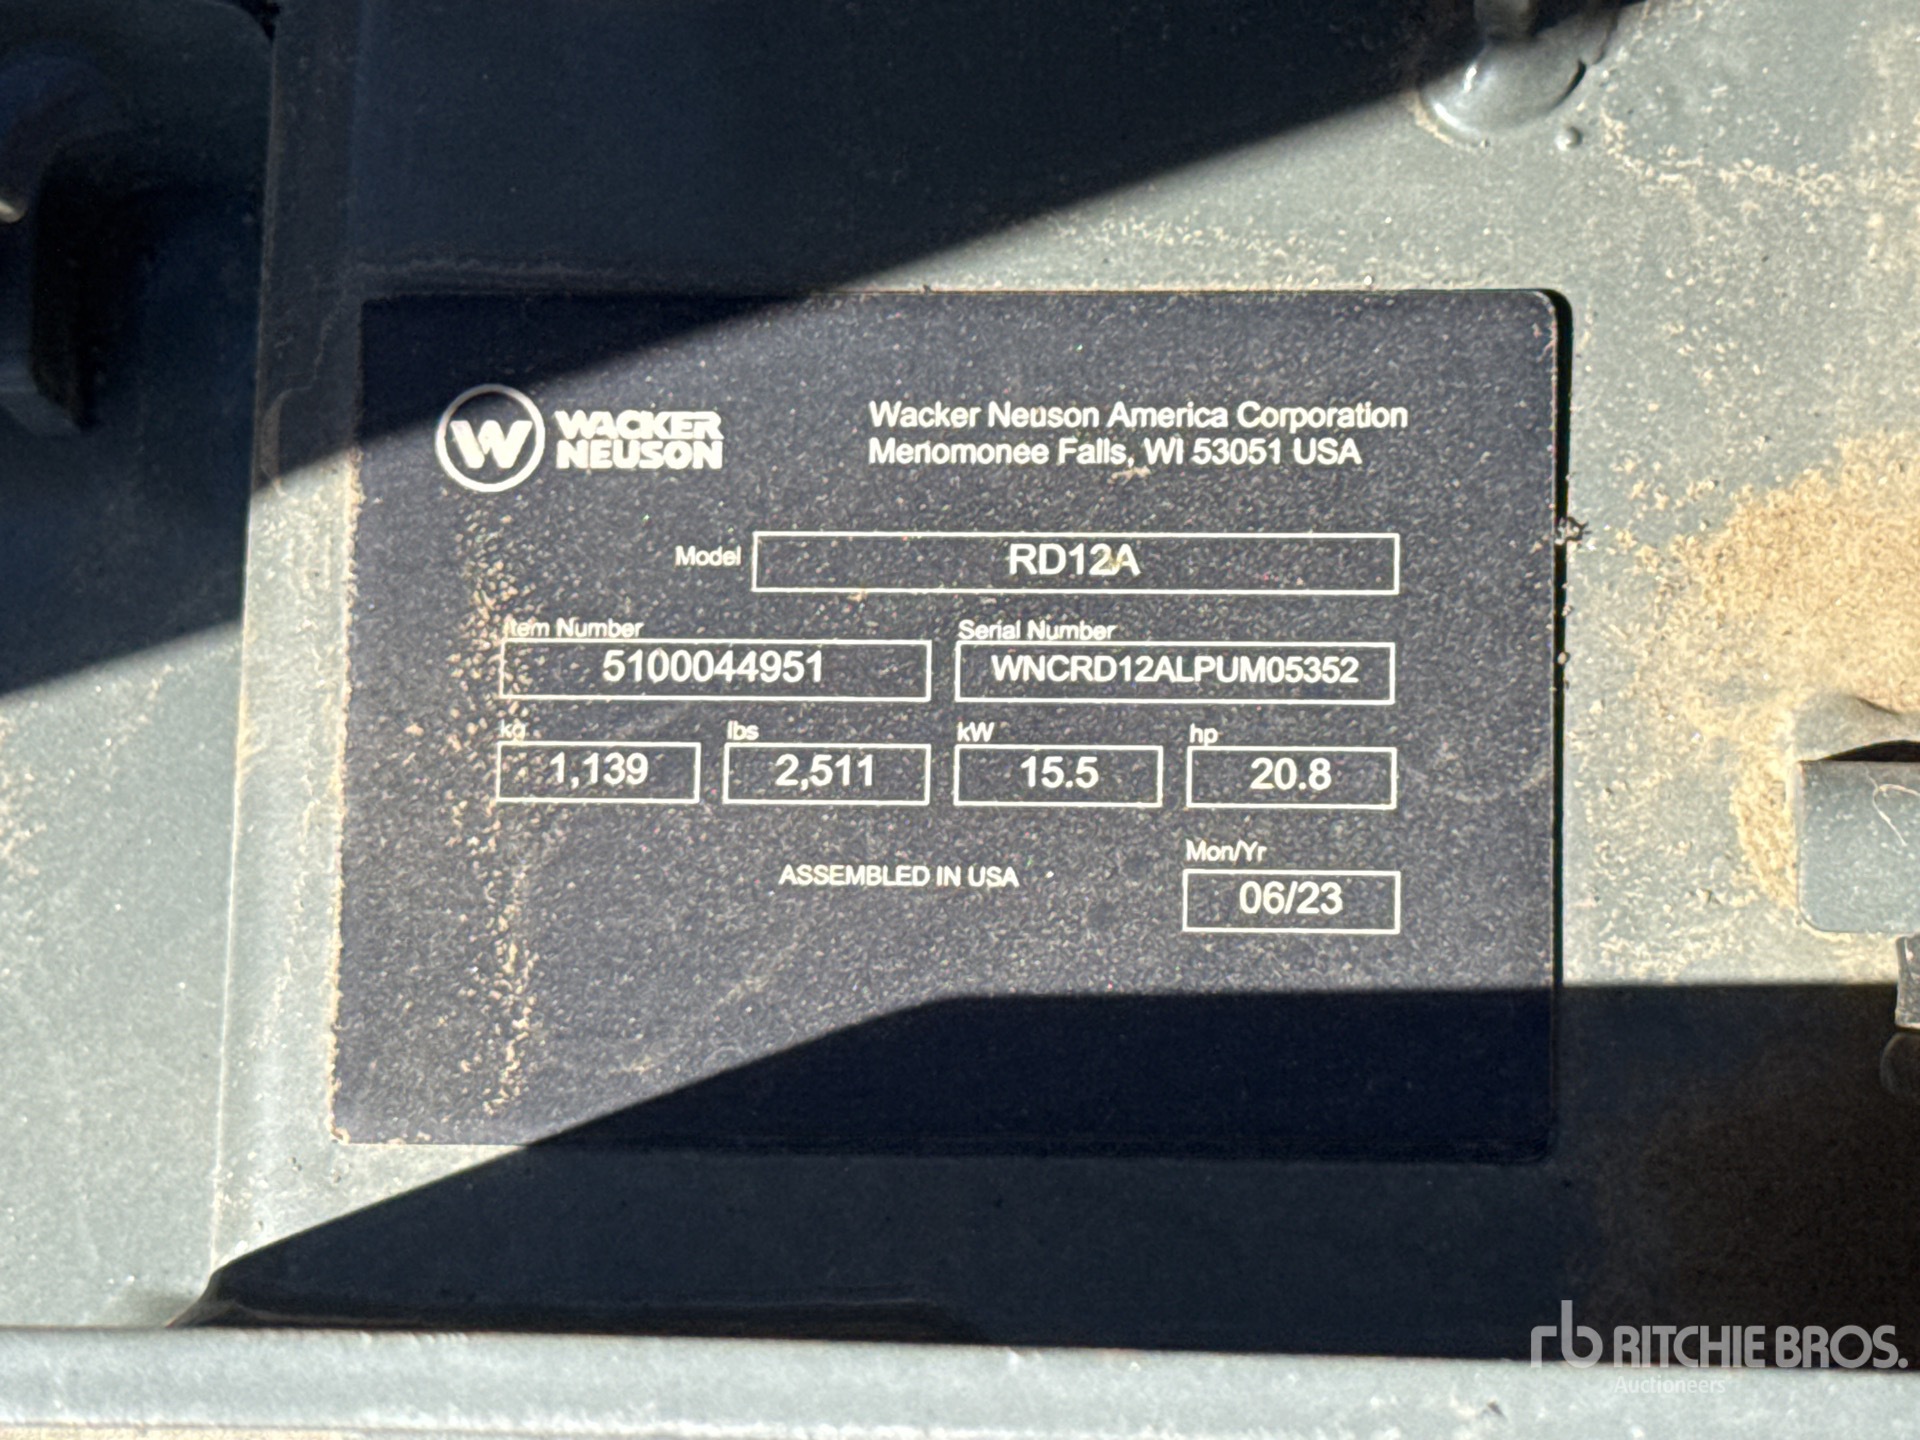 W WACKER
NEUSON
Wacker Neuson America Corporation
Menomonee Falls, WI 53051 USA
Model RD12A
Item Number
5100044951
Serial Number
WNCRD12ALPUM05352
kg
1,139
lbs
2,511
kW
15.5
hp
20.8
ASSEMBLED IN USA
Mon/Yr
06/23
rb RITCHIE BROS.
Auctioneers